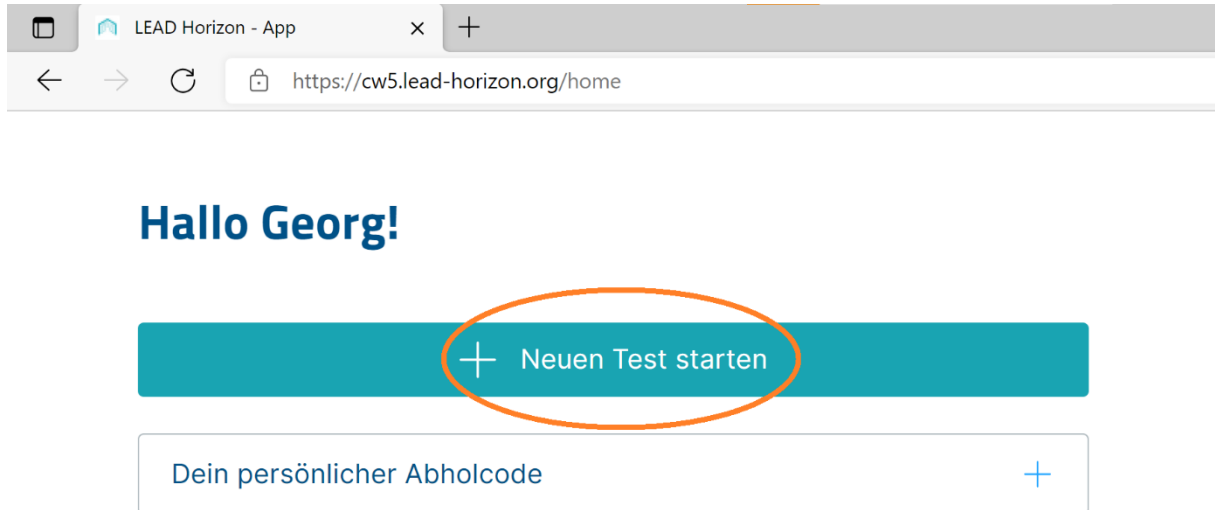 LEAD Horizon - App
https://cw5.lead-horizon.org/home
Hallo Georg!
Neuen Test starten
Dein persönlicher Abholcode